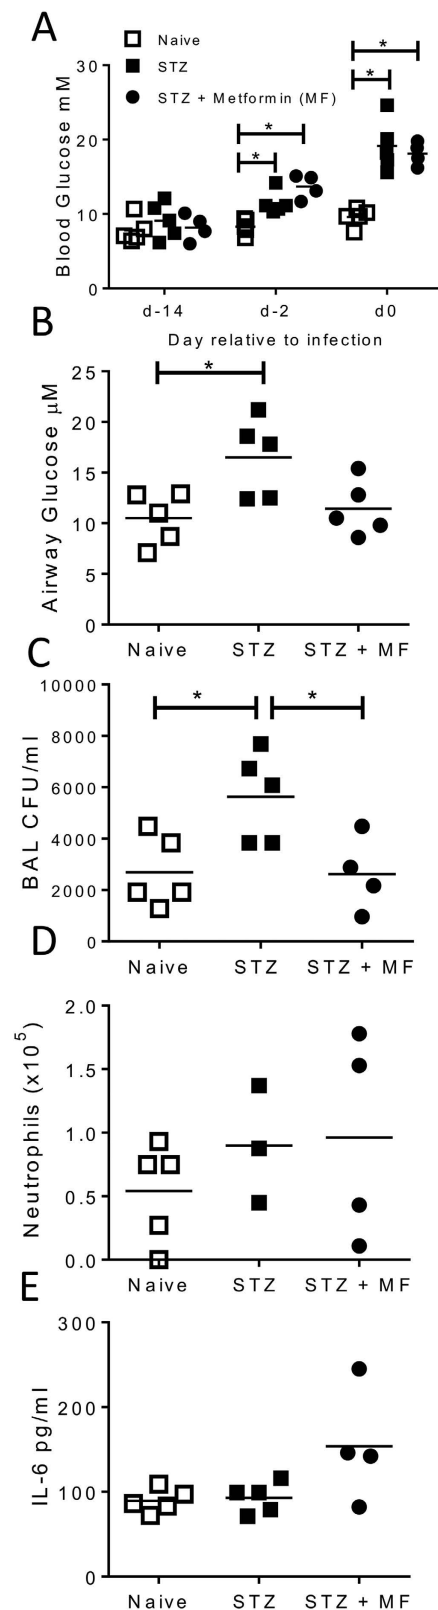 A
Naive
STZ
STZ + Metformin (MF)
Blood Glucose mM
30
20
10
0
* * * *
d-14 d-2 d0
Day relative to infection
B
Airway Glucose µM
25
20
15
10
5
0
*
Naive STZ STZ + MF
C
BAL CFU/ml
10000
8000
6000
4000
2000
0
* *
Naive STZ STZ + MF
D
Neutrophils (x10⁵)
2.0
1.5
1.0
0.5
0.0
Naive STZ STZ + MF
E
IL-6 pg/ml
300
200
100
0
Naive STZ STZ + MF